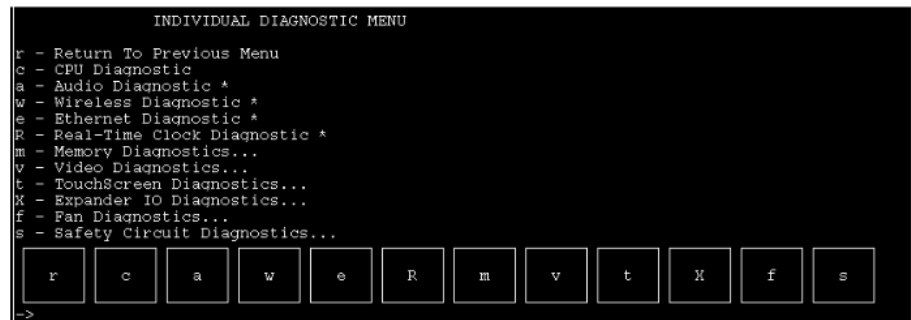 INDIVIDUAL DIAGNOSTIC MENU
r - Return To Previous Menu
c - CPU Diagnostic
a - Audio Diagnostic *
w - Wireless Diagnostic *
e - Ethernet Diagnostic *
R - Real-Time Clock Diagnostic *
m - Memory Diagnostics...
v - Video Diagnostics...
t - TouchScreen Diagnostics...
X - Expander IO Diagnostics...
f - Fan Diagnostics...
s - Safety Circuit Diagnostics...
r c a w e R m v t X f s
->